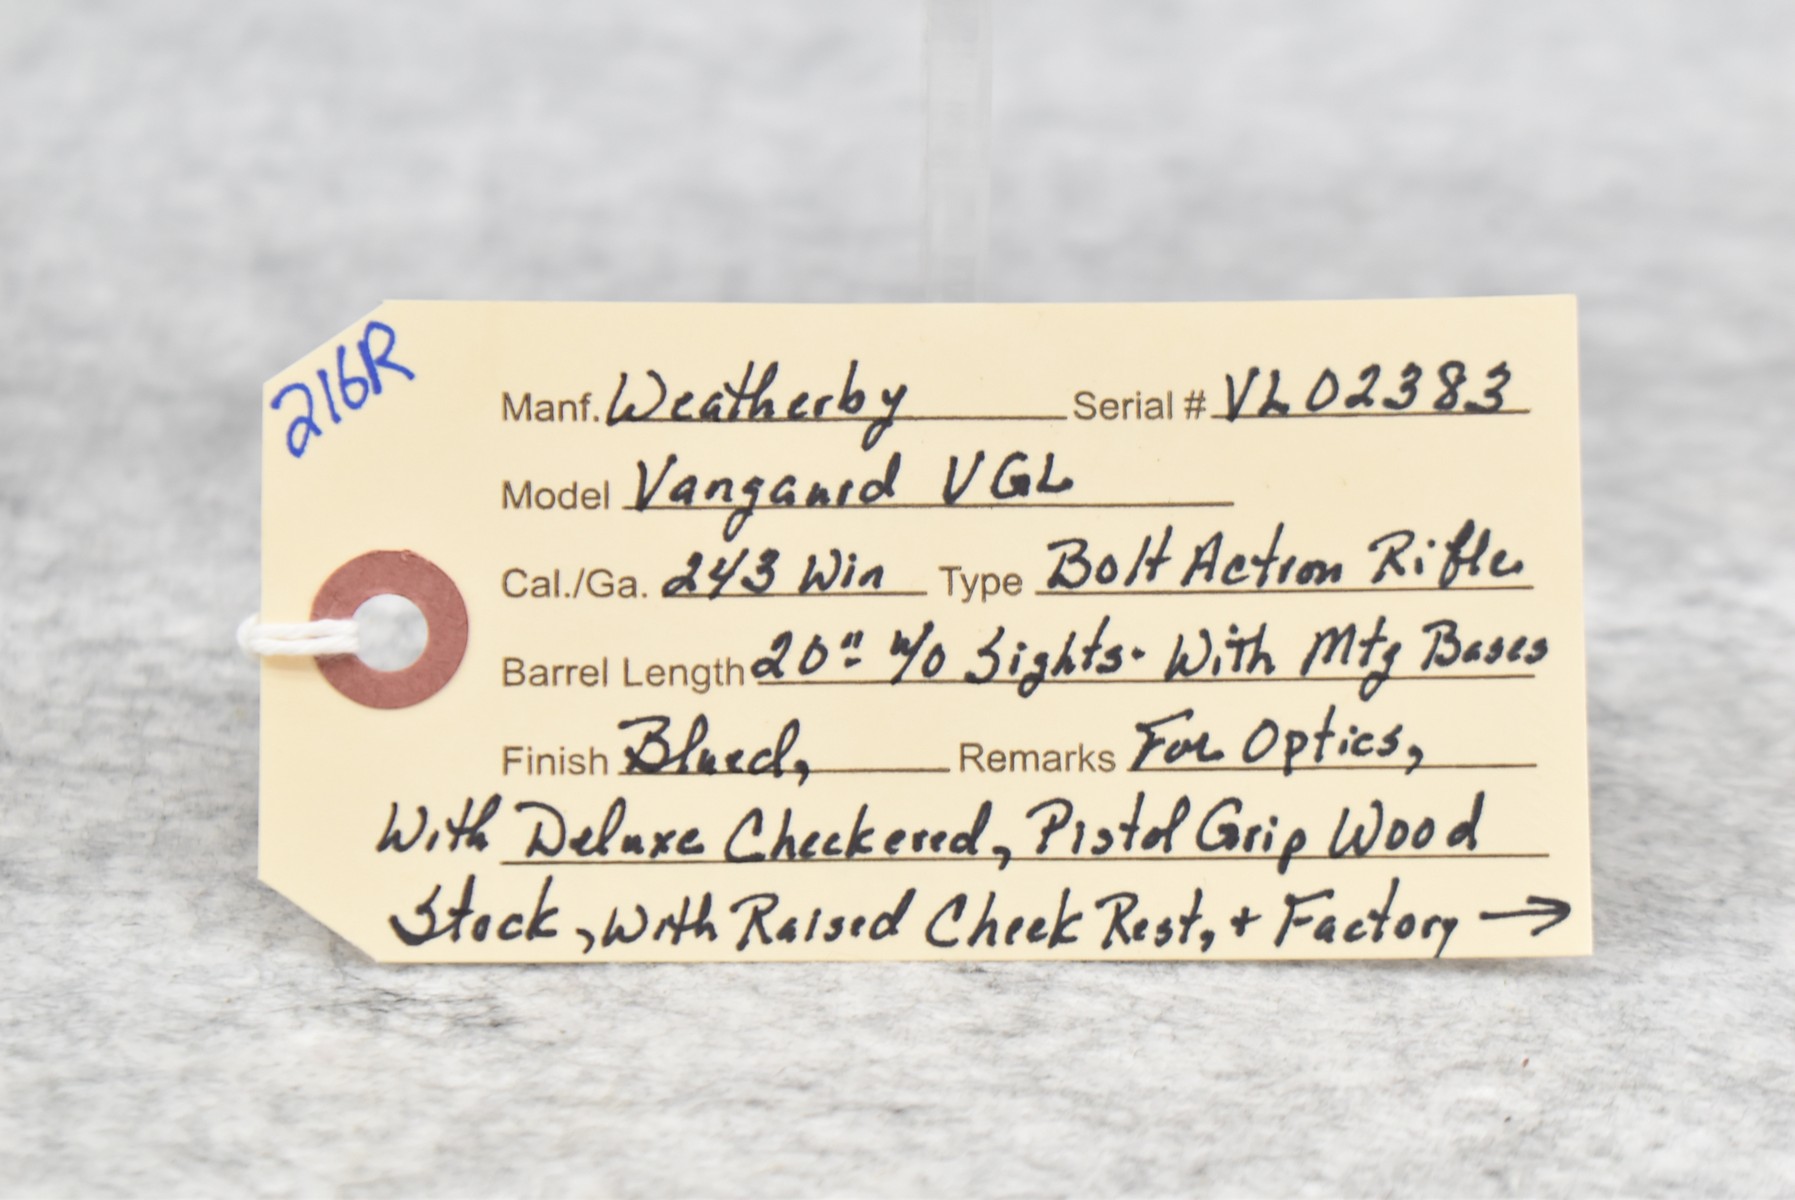 216R
Manf. Weatherby Serial # VL02383
Model Vangaurd VGL
Cal./Ga. 243 Win Type Bolt Action Rifle
Barrel Length 20" w/o Sights. With Mtg Bases
Finish Blued, Remarks For Optics,
With Deluxe Checkered, Pistol Grip Wood
Stock, with Raised Cheek Rest, + Factory →